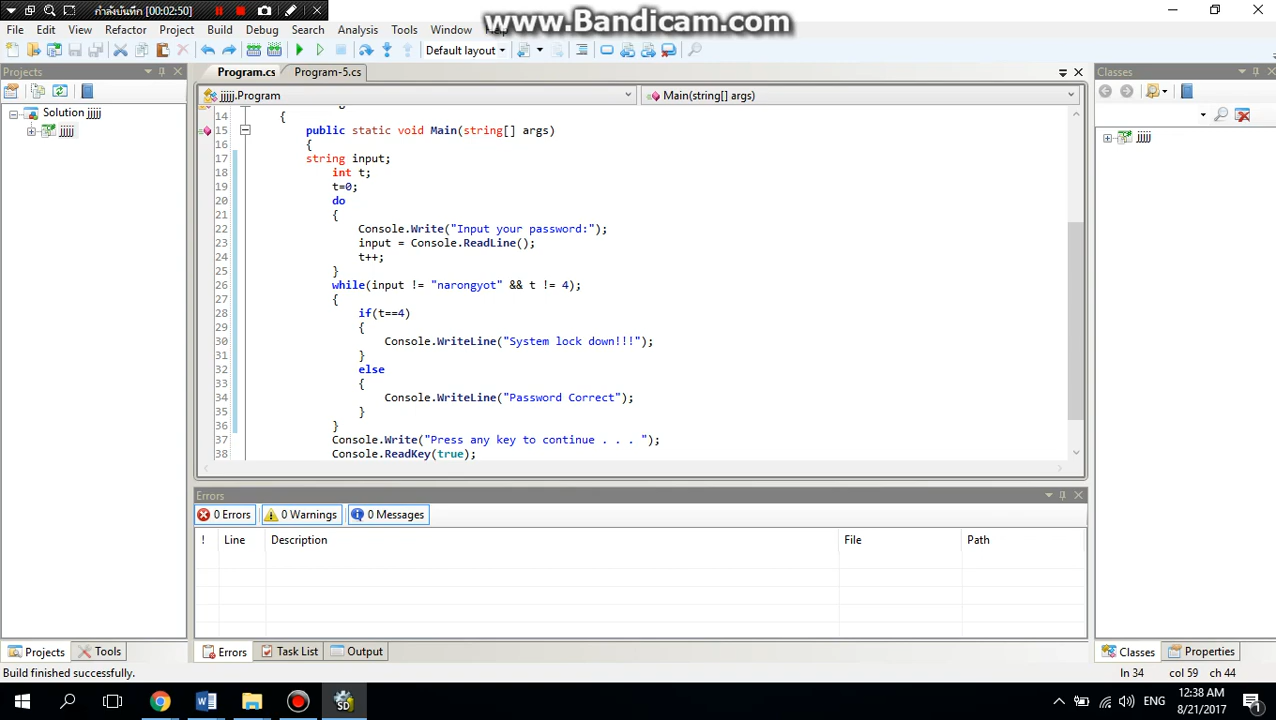 กำลังบันทึก [00:02:50]
www.Bandicam.com
File Edit View Refactor Project Build Debug Search Analysis Tools Window
Default layout
Projects
Program.cs Program-5.cs
Classes
jjjjj.Program
Main(string[] args)
Solution jjjjj
jjjjj
jjjjj
14 {
15 public static void Main(string[] args)
16 {
17 string input;
18 int t;
19 t=0;
20 do
21 {
22 Console.Write("Input your password:");
23 input = Console.ReadLine();
24 t++;
25 }
26 while(input != "narongyot" && t != 4);
27 {
28 if(t==4)
29 {
30 Console.WriteLine("System lock down!!!");
31 }
32 else
33 {
34 Console.WriteLine("Password Correct");
35 }
36 }
37 Console.Write("Press any key to continue . . . ");
38 Console.ReadKey(true);
Errors
0 Errors 0 Warnings 0 Messages
! Line Description File Path
Projects Tools Errors Task List Output Classes Properties
Build finished successfully. ln 34 col 59 ch 44
SD
ENG
12:38 AM
8/21/2017
1